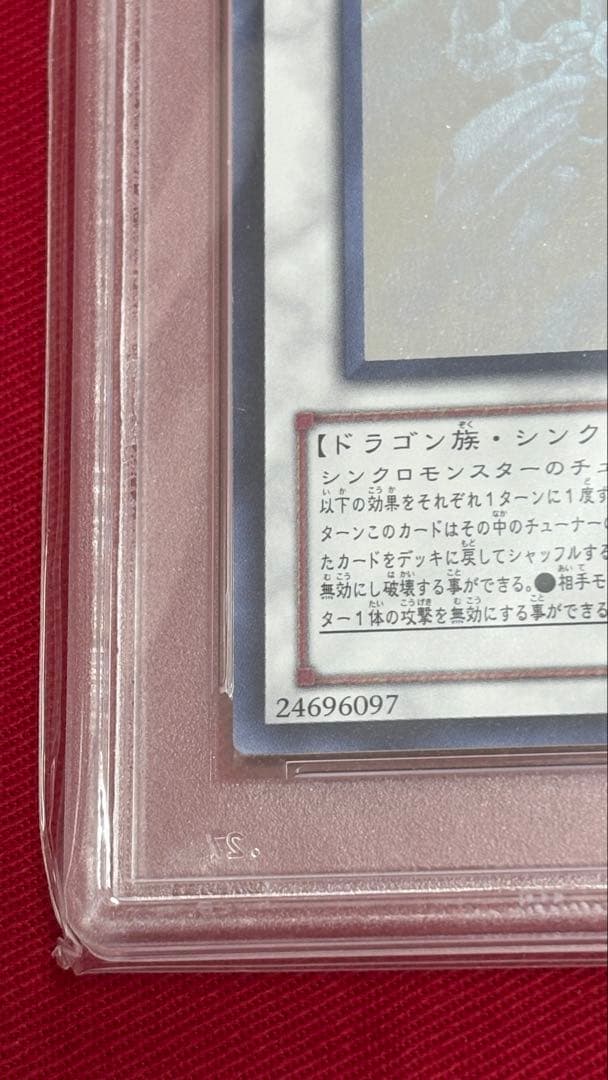 【ドラゴン族・シンク
シンクロモンスターのチュ
以下の効果をそれぞれ1ターンに1度
ターンこのカードはその中のチューナー
たカードをデッキに戻してシャッフルする
無効にし破壊する事ができる。●相手モ
ター1体の攻撃を無効にする事ができる
24696097